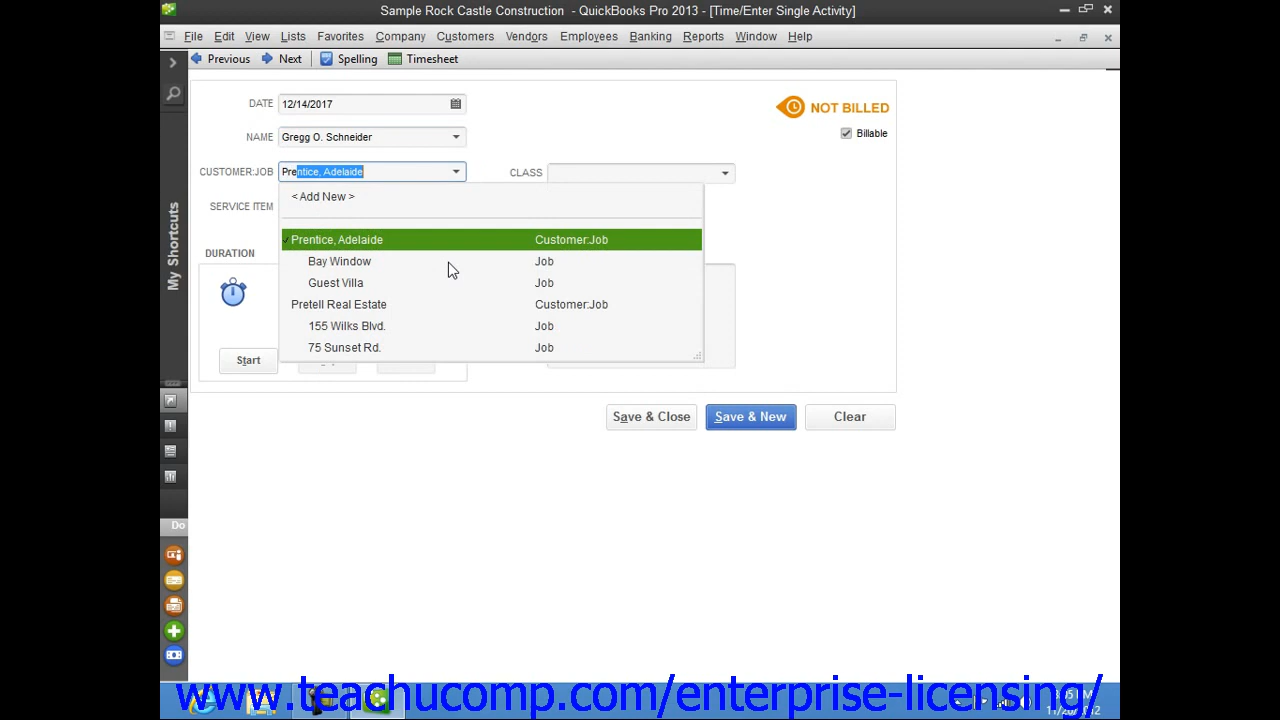 Sample Rock Castle Construction - QuickBooks Pro 2013 - [Time/Enter Single Activity]
File Edit View Lists Favorites Company Customers Vendors Employees Banking Reports Window Help
Previous Next Spelling Timesheet
DATE 12/14/2017
NOT BILLED
NAME Gregg O. Schneider
Billable
CUSTOMER:JOB Prentice, Adelaide CLASS
< Add New >
SERVICE ITEM
My Shortcuts
Prentice, Adelaide Customer:Job
DURATION
Bay Window Job
Guest Villa Job
Pretell Real Estate Customer:Job
155 Wilks Blvd. Job
75 Sunset Rd. Job
Start
Save & Close Save & New Clear
Do
www.teachucomp.com/enterprise-licensing/